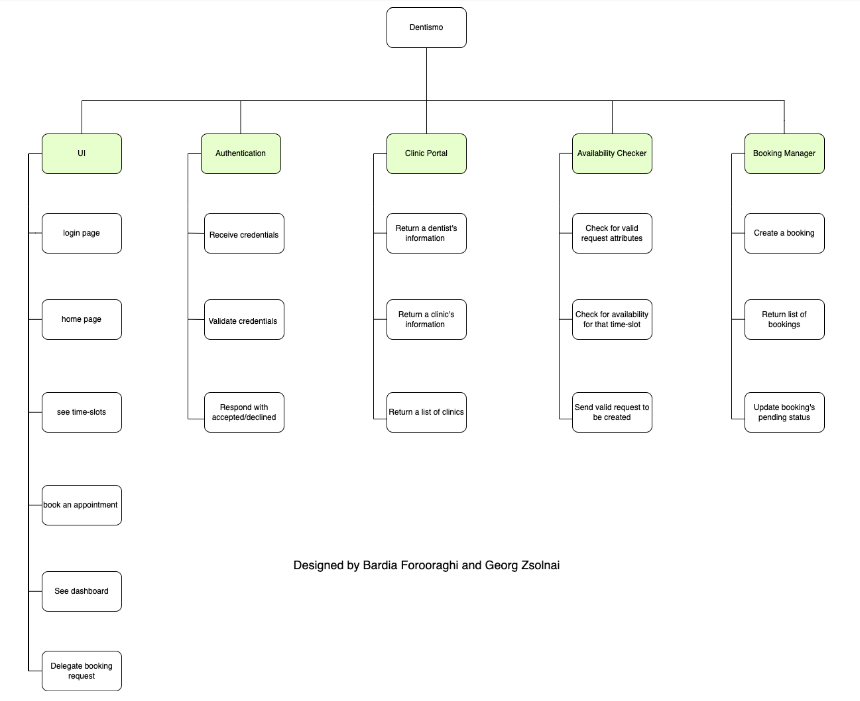 Dentismo
UI
Authentication
Clinic Portal
Availability Checker
Booking Manager
login page
Receive credentials
Return a dentist's
information
Check for valid
request attributes
Create a booking
home page
Validate credentials
Return a clinic's
information
Check for availability
for that time-slot
Return list of
bookings
see time-slots
Respond with
accepted/declined
Return a list of clinics
Send valid request to
be created
Update booking's
pending status
book an appointment
Designed by Bardia Forooraghi and Georg Zsolnai
See dashboard
Delegate booking
request